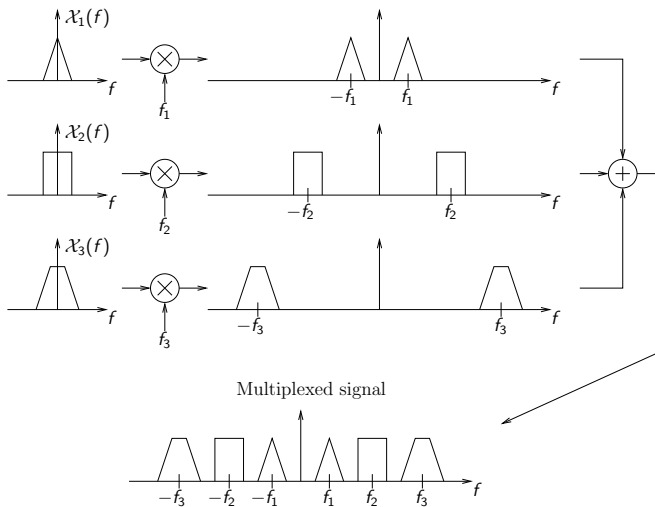 𝒳₁(f)
f
f₁
−f₁
f₁
f
𝒳₂(f)
f
f₂
−f₂
f₂
f
𝒳₃(f)
f
f₃
−f₃
f₃
f
Multiplexed signal
−f₃ −f₂ −f₁ f₁ f₂ f₃ f